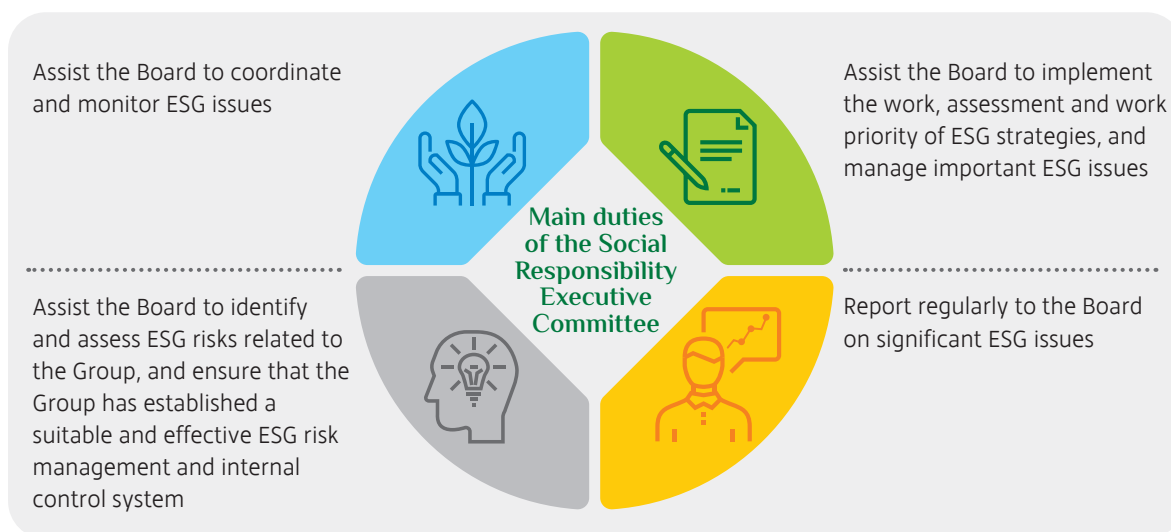 Assist the Board to coordinate
and monitor ESG issues
Assist the Board to implement
the work, assessment and work
priority of ESG strategies, and
manage important ESG issues
Main duties
of the Social
Responsibility
Executive
Committee
Assist the Board to identify
and assess ESG risks related to
the Group, and ensure that the
Group has established a
suitable and effective ESG risk
management and internal
control system
Report regularly to the Board
on significant ESG issues